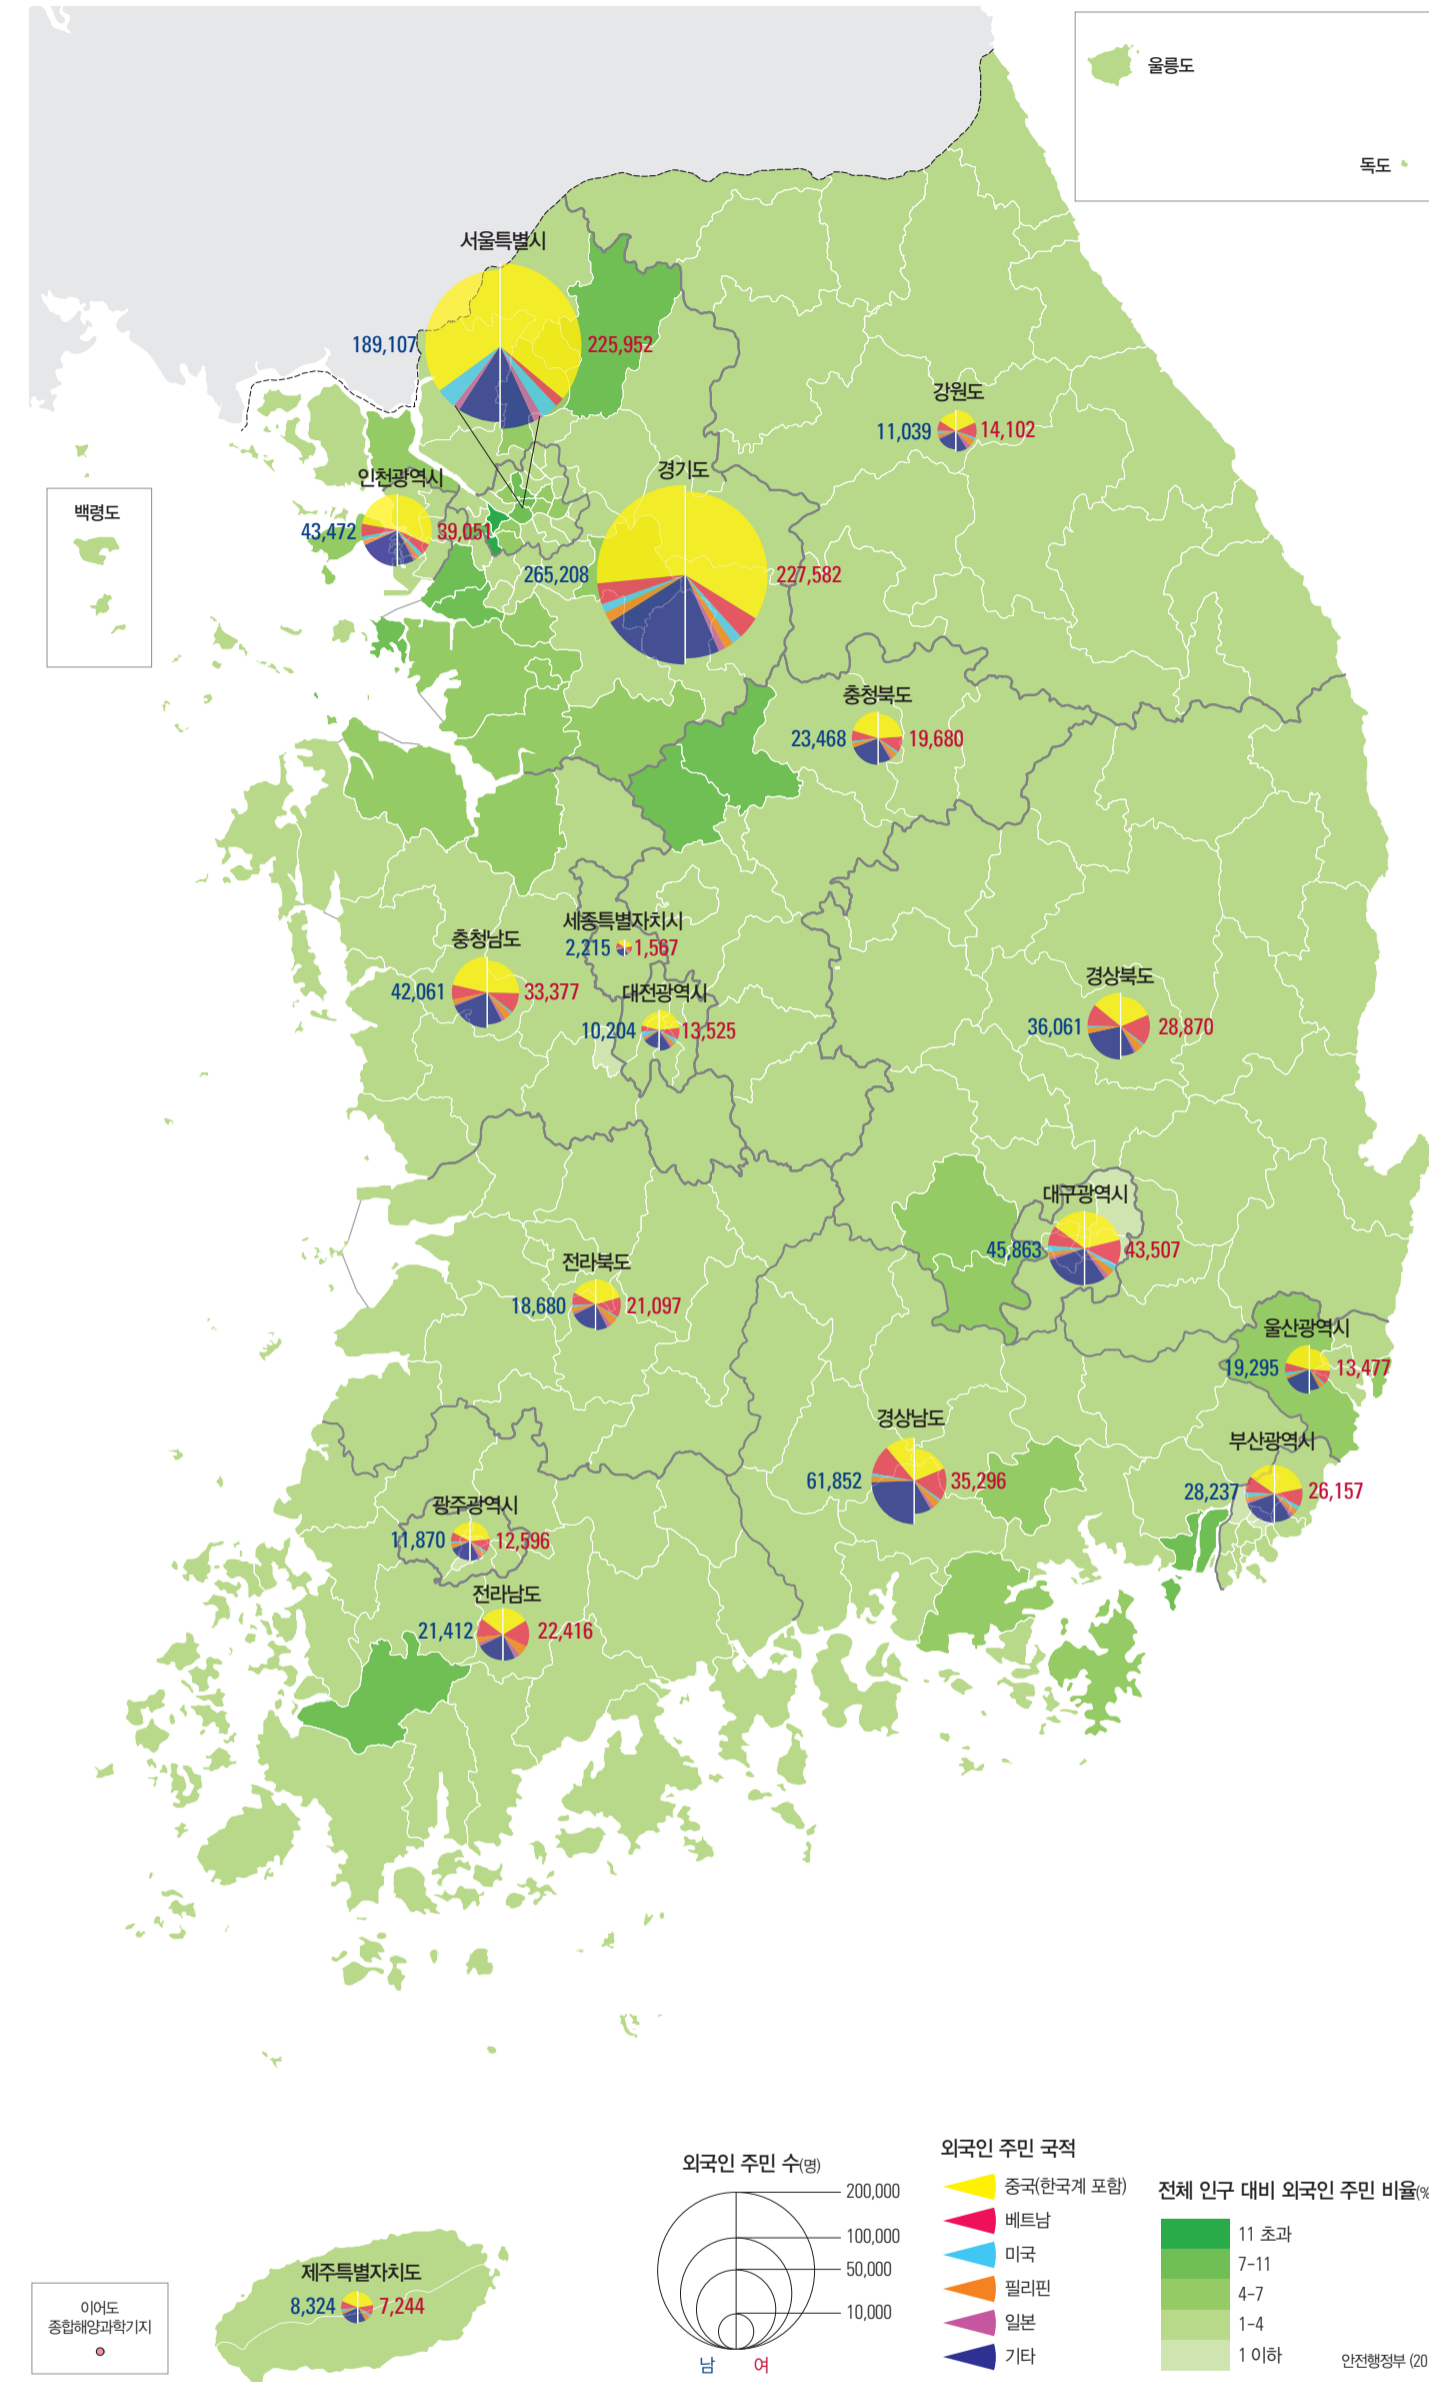 울릉도
독도
서울특별시
189,107 225,952
강원도
11,039 14,102
경기도
265,208 227,582
인천광역시
43,472 39,051
백령도
충청북도
23,468 19,680
세종특별자치시
2,215 1,567
충청남도
42,061 33,377
대전광역시
10,204 13,525
경상북도
36,061 28,870
대구광역시
45,863 43,507
전라북도
18,680 21,097
울산광역시
19,295 13,477
경상남도
61,852 35,296
부산광역시
28,237 26,157
광주광역시
11,870 12,596
전라남도
21,412 22,416
제주특별자치도
8,324 7,244
이어도
종합해양과학기지
외국인 주민 수(명)
200,000
100,000
50,000
10,000
남 여
외국인 주민 국적
중국(한국계 포함)
베트남
미국
필리핀
일본
기타
전체 인구 대비 외국인 주민 비율(%
11 초과
7-11
4-7
1-4
1 이하
안전행정부 (20